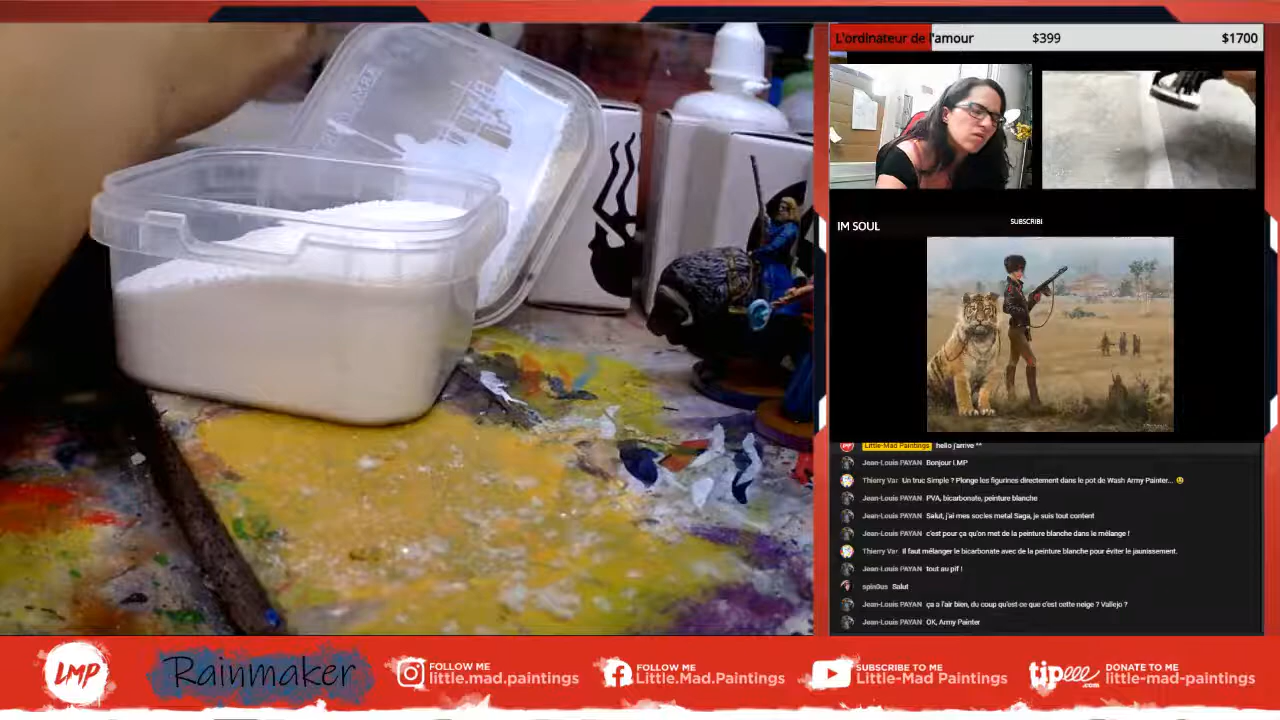 L'ordinateur de l'amour $399 $1700
IM SOUL
SUBSCRIBI
Little-Mad Paintings hello j'arrive ^^
Jean-Louis PAYAN Bonjour LMP
Thierry Var Un truc Simple ? Plonge les figurines directement dans le pot de Wash Army Painter...
Jean-Louis PAYAN PVA, bicarbonate, peinture blanche
Jean-Louis PAYAN Salut, j'ai mes socles metal Saga, je suis tout content
Jean-Louis PAYAN c'est pour ça qu'on met de la peinture blanche dans le mélange !
Thierry Var Il faut mélanger le bicarbonate avec de la peinture blanche pour éviter le jaunissement.
Jean-Louis PAYAN tout au pif !
spin0us Salut
Jean-Louis PAYAN ça a l'air bien, du coup qu'est-ce que c'est cette neige ? Vallejo ?
Jean-Louis PAYAN OK, Army Painter
LMP
Rainmaker
FOLLOW ME
little.mad.paintings
FOLLOW ME
Little.Mad.Paintings
SUBSCRIBE TO ME
Little-Mad Paintings
tipeee.com
DONATE TO ME
little-mad-paintings